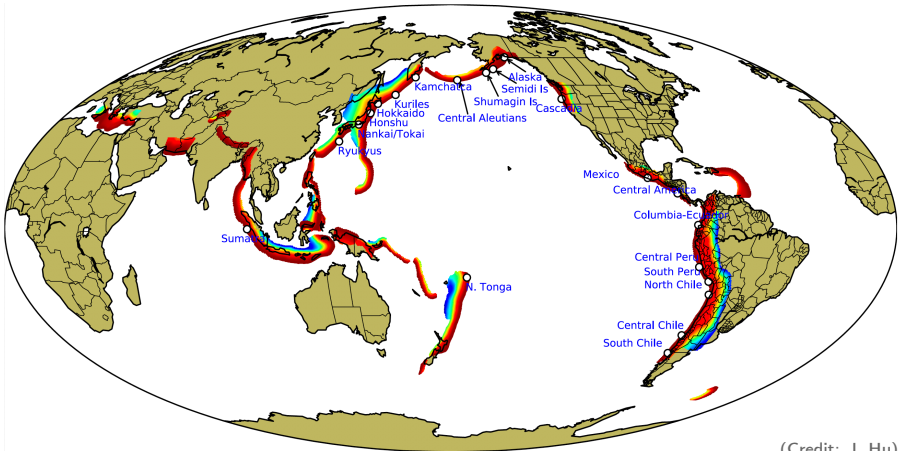 Kamchatca
Alaska
Semidi Is
Shumagin Is
Central Aleutians
Cascadia
Kuriles
Hokkaido
Honshu
Nankai/Tokai
Ryukyus
Mexico
Central America
Columbia-Ecuador
Sumatra
Central Peru
South Peru
North Chile
N. Tonga
Central Chile
South Chile
(Credit: J. Hu)